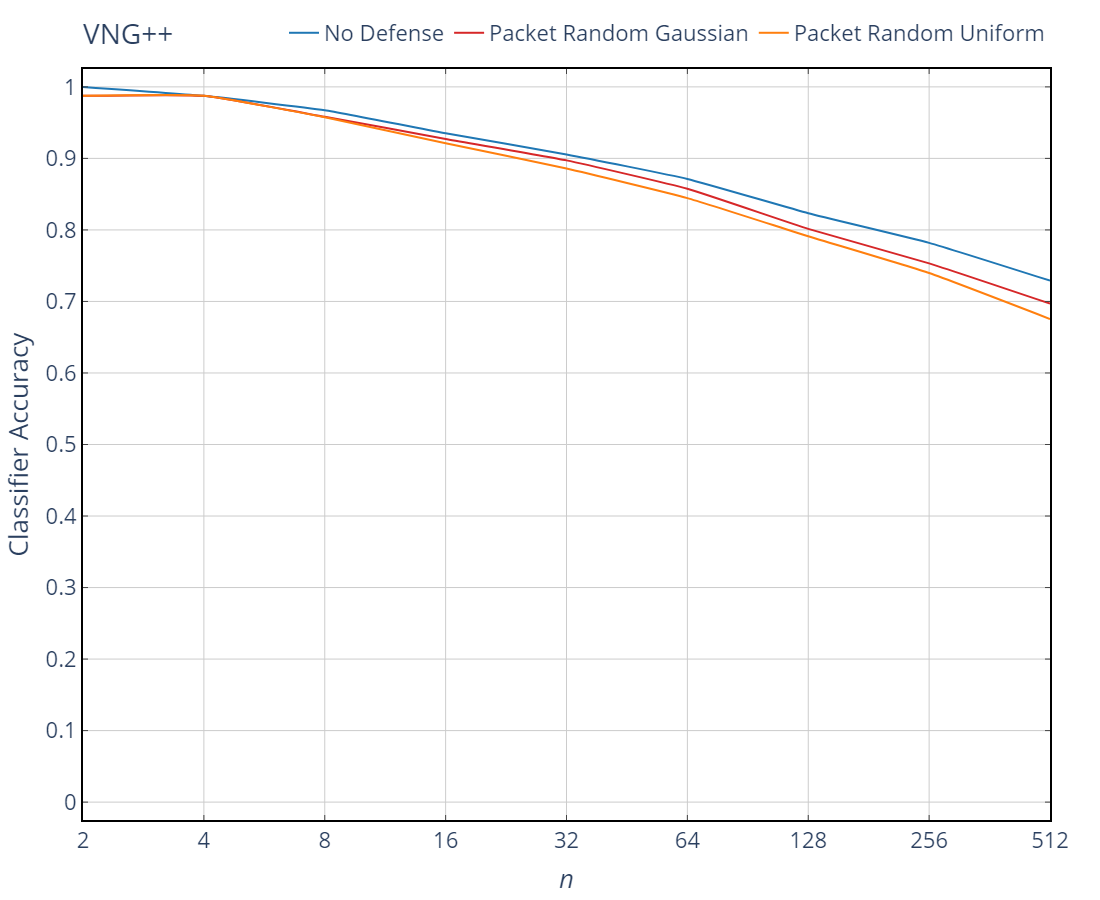 VNG++
No Defense
Packet Random Gaussian
Packet Random Uniform
Classifier Accuracy
1
0.9
0.8
0.7
0.6
0.5
0.4
0.3
0.2
0.1
0
2 4 8 16 32 64 128 256 512
n